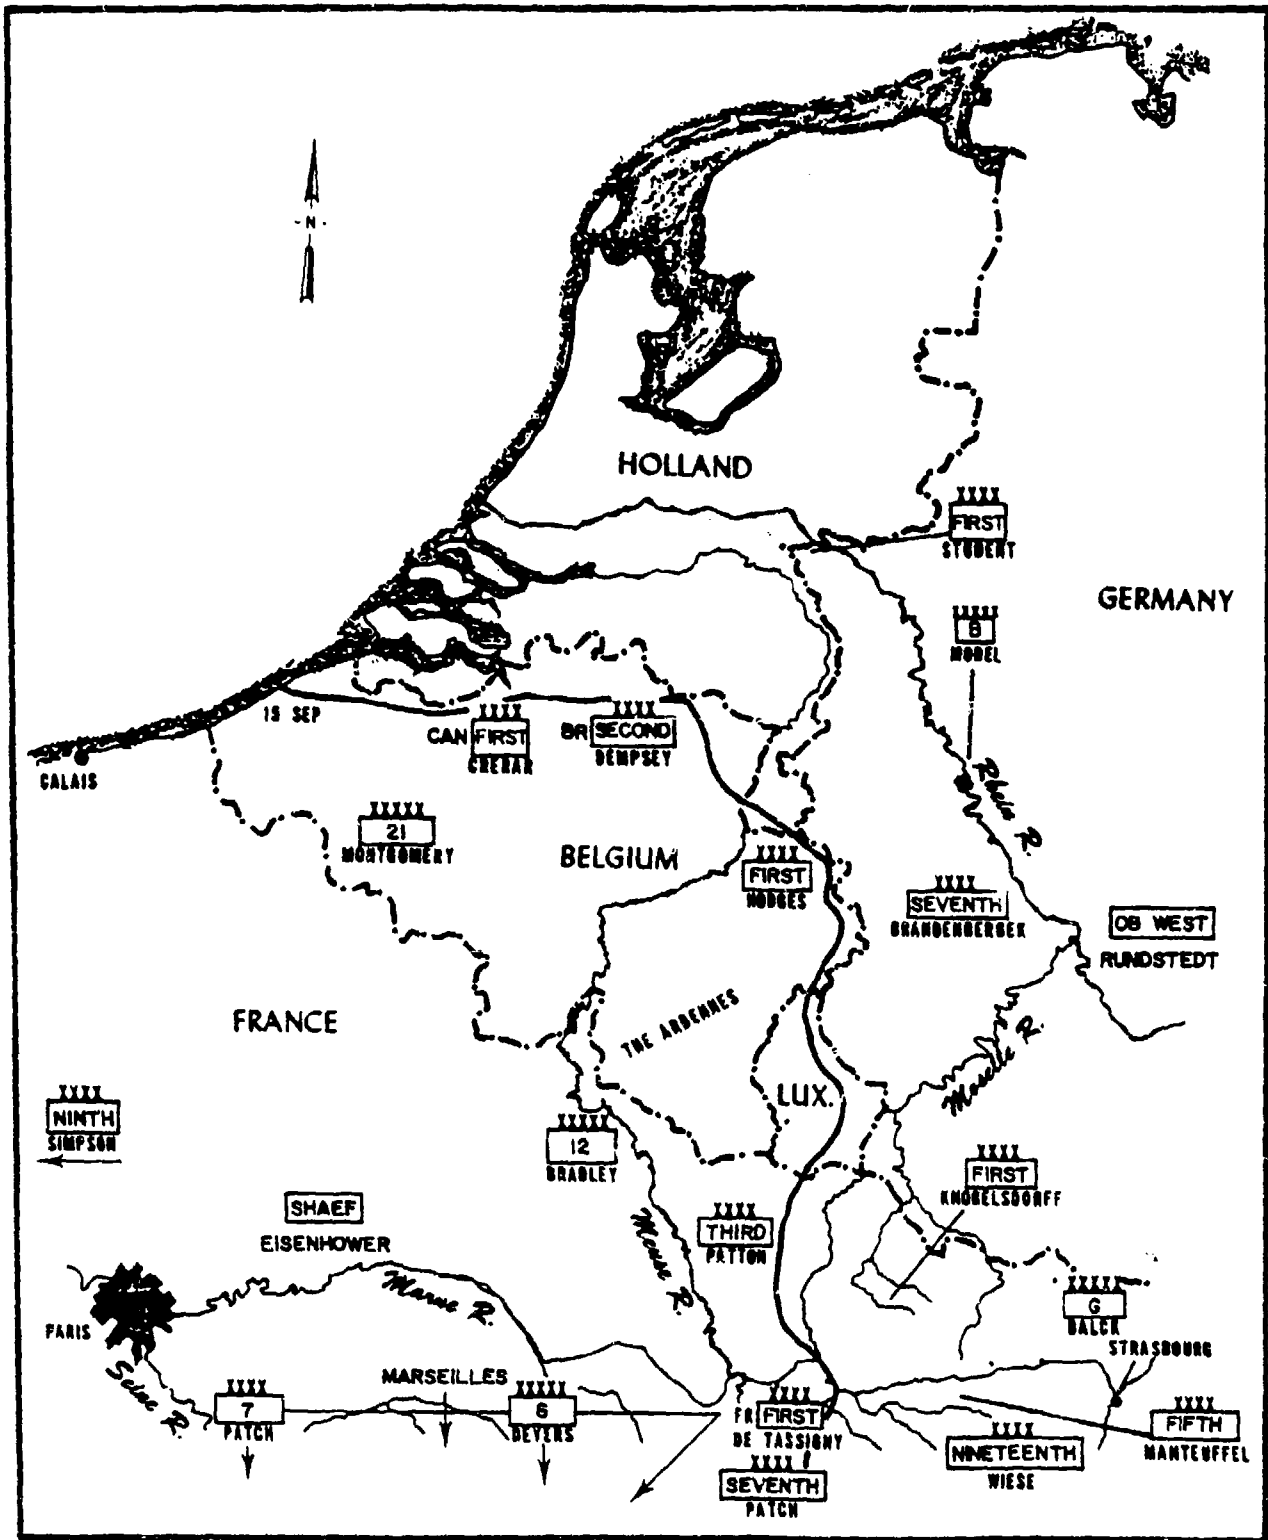 N
HOLLAND
XXXX
FIRST
STUDENT
GERMANY
XXXXX
B
MODEL
15 SEP
XXXX
CAN FIRST
CRERAR
XXXX
BR SECOND
DEMPSEY
CALAIS
Rhein R.
XXXXX
21
MONTGOMERY
BELGIUM
XXXX
FIRST
HODGES
XXXX
SEVENTH
BRANDENBERGER
OB WEST
RUNDSTEDT
FRANCE
THE ARDENNES
Moselle R.
LUX.
XXXX
NINTH
SIMPSON
XXXXX
12
BRADLEY
XXXX
FIRST
KNOBELSDORFF
SHAEF
EISENHOWER
XXXX
THIRD
PATTON
Meuse R.
Marne R.
XXXXX
G
BALCK
PARIS
STRASBOURG
Seine R.
MARSEILLES
XXXX
7
PATCH
XXXXX
6
DEVERS
XXXX
FR FIRST
DE TASSIGNY
XXXX
SEVENTH
PATCH
XXXX
NINETEENTH
WIESE
XXXX
FIFTH
MANTEUFFEL